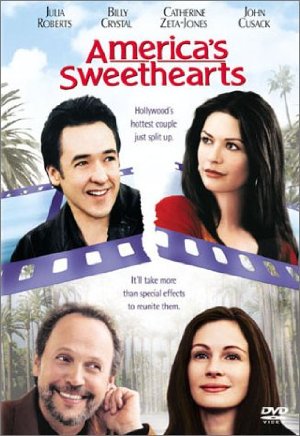 JULIA ROBERTS
BILLY CRYSTAL
CATHERINE ZETA-JONES
JOHN CUSACK
America's
Sweethearts
Hollywood's
hottest couple
just split up.
It'll take more
than special effects
to reunite them.
DVD
VIDEO